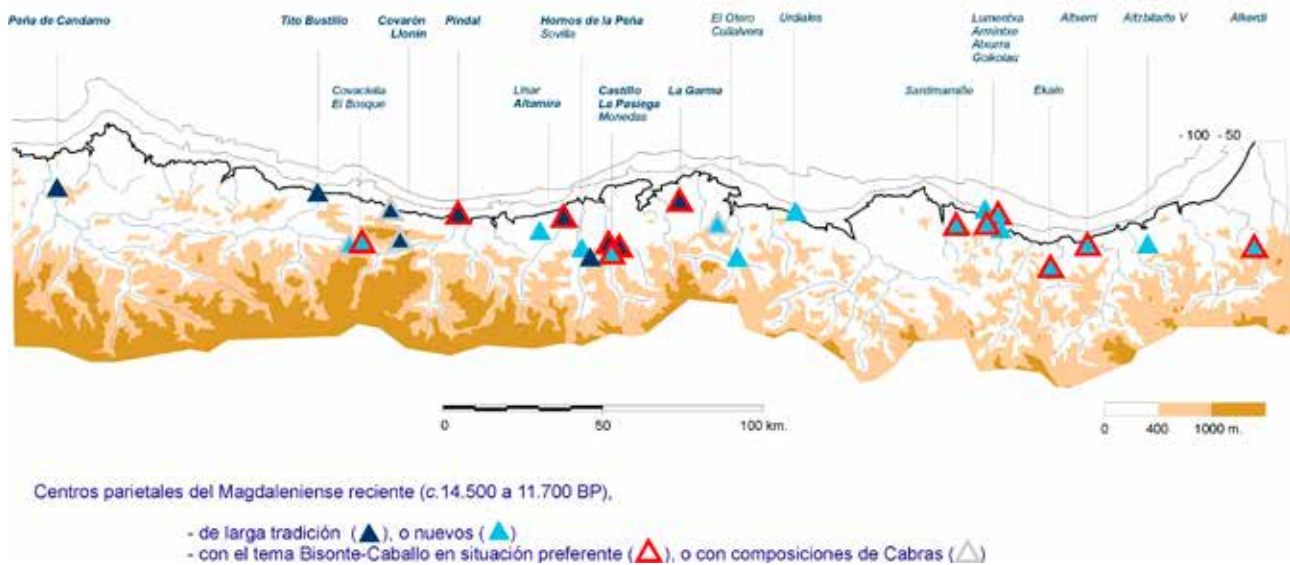 Peña de Candamo
Tito Bustillo
Covarón
Llonín
Pindal
Hornos de la Peña
Sovilla
El Otero
Cullalvera
Urdiales
Lumentxa
Armintxe
Atxurra
Goikolau
Altxerri
Aitzbitarte V
Alkerdi
Covaciella
El Bosque
Linar
Altamira
Castillo
La Pasiega
Monedas
La Garma
Santimamiñe
Ekain
- 100 - 50
0 50 100 km.
0 400 1000 m.
Centros parietales del Magdaleniense reciente (c.14.500 a 11.700 BP),
- de larga tradición ( ), o nuevos ( )
- con el tema Bisonte-Caballo en situación preferente ( ), o con composiciones de Cabras ( )